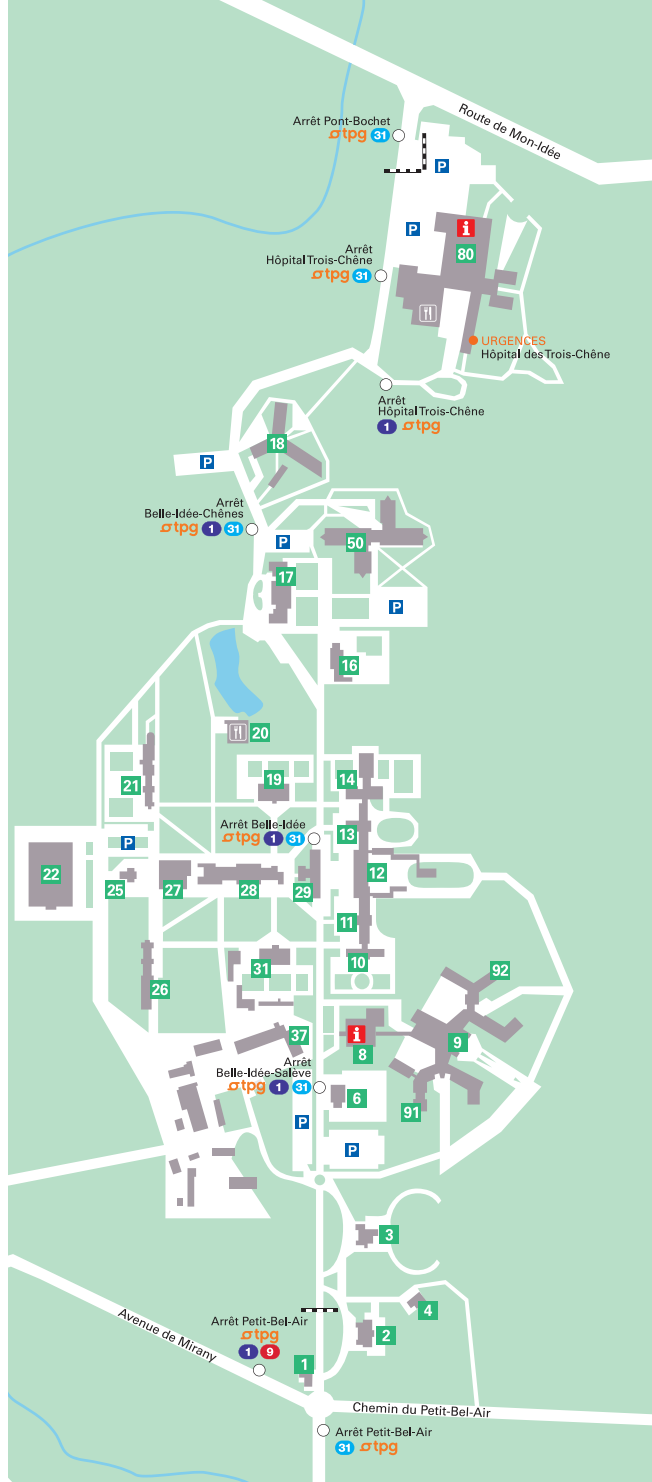 Route de Mon-Idée
Arrêt Pont-Bochet
tpg 31
P
i
P
80
Arrêt
Hôpital Trois-Chêne
tpg 31
URGENCES
Hôpital des Trois-Chêne
Arrêt
Hôpital Trois-Chêne
1 tpg
18
P
Arrêt
Belle-Idée-Chênes
tpg 1 31
P
50
17
P
16
20
21
19
14
Arrêt Belle-Idée
tpg 1 31
13
P
22
25
27
28
29
12
11
10
31
26
92
37
i
8
9
Arrêt
Belle-Idée-Salève
tpg 1 31
6
91
P
P
3
4
2
Avenue de Mirany
Arrêt Petit-Bel-Air
tpg
1 9
1
Chemin du Petit-Bel-Air
Arrêt Petit-Bel-Air
31 tpg